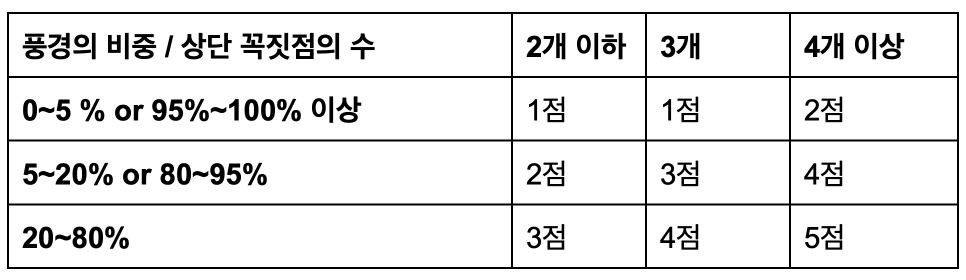 풍경의 비중 / 상단 꼭짓점의 수 2개 이하 3개 4개 이상
0~5 % or 95%~100% 이상 1점 1점 2점
5~20% or 80~95% 2점 3점 4점
20~80% 3점 4점 5점